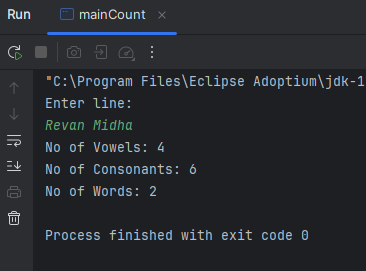 Run mainCount
"C:\Program Files\Eclipse Adoptium\jdk-1
Enter line:
Revan Midha
No of Vowels: 4
No of Consonants: 6
No of Words: 2
Process finished with exit code 0